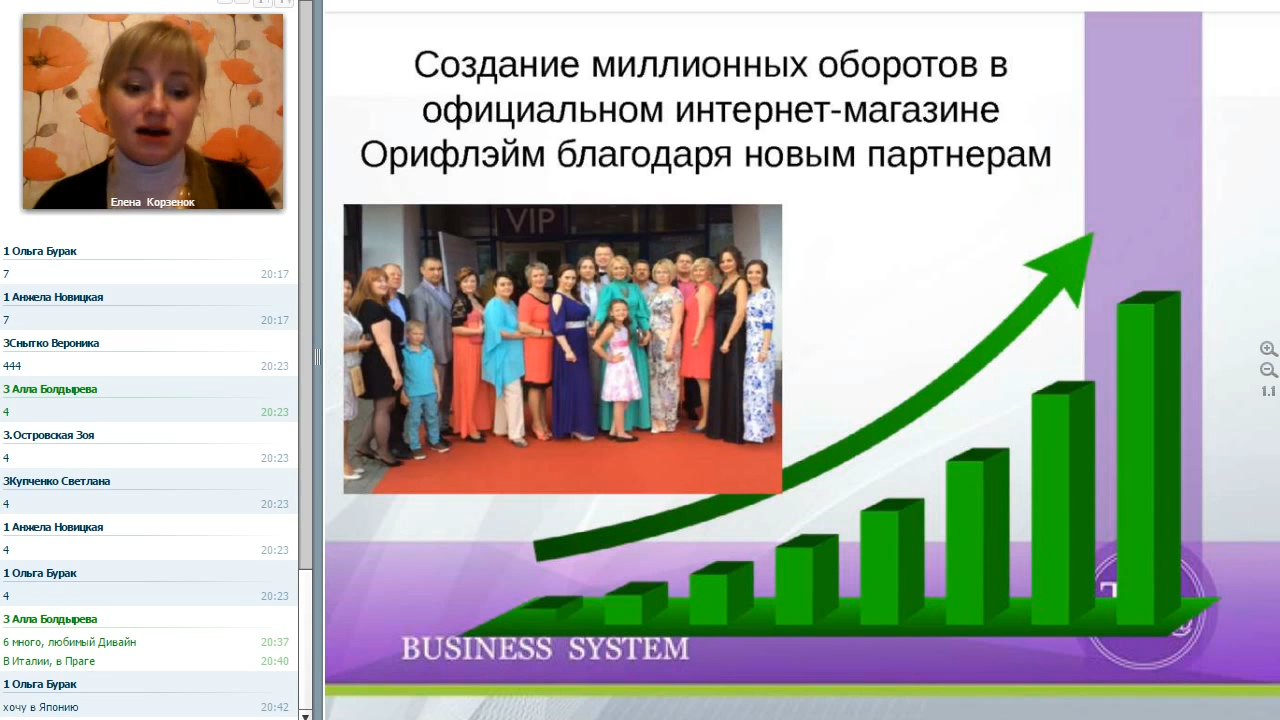 Елена Корзенок
1 Ольга Бурак
7 20:17
1 Анжела Новицкая
7 20:17
3Снытко Вероника
444 20:23
3 Алла Болдырева
4 20:23
3.Островская Зоя
4 20:23
3Купченко Светлана
4 20:23
1 Анжела Новицкая
4 20:23
1 Ольга Бурак
4 20:23
3 Алла Болдырева
6 много, любимый Дивайн 20:37
В Италии, в Праге 20:40
1 Ольга Бурак
хочу в Японию 20:42
Создание миллионных оборотов в
официальном интернет-магазине
Орифлэйм благодаря новым партнерам
VIP
BUSINESS SYSTEM
1.1